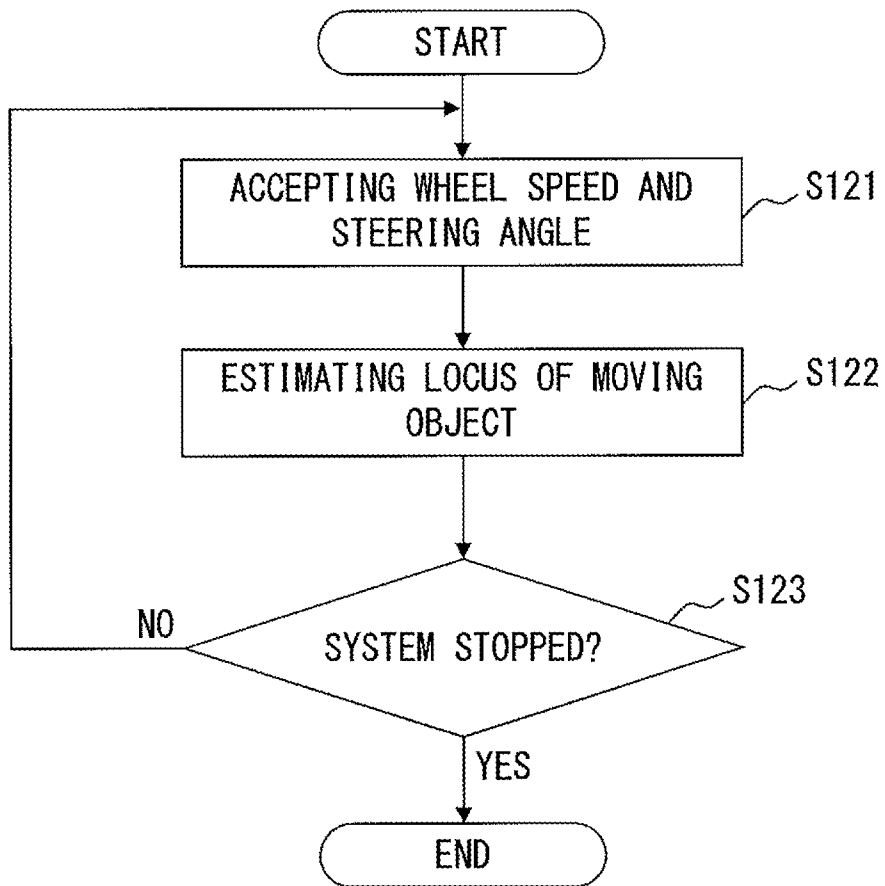 START
ACCEPTING WHEEL SPEED AND
STEERING ANGLE
S121
ESTIMATING LOCUS OF MOVING
OBJECT
S122
SYSTEM STOPPED?
S123
NO
YES
END